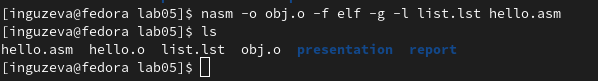 [inguzeva@fedora lab05]$ nasm -o obj.o -f elf -g -l list.lst hello.asm
[inguzeva@fedora lab05]$ ls
hello.asm  hello.o  list.lst  obj.o  presentation  report
[inguzeva@fedora lab05]$